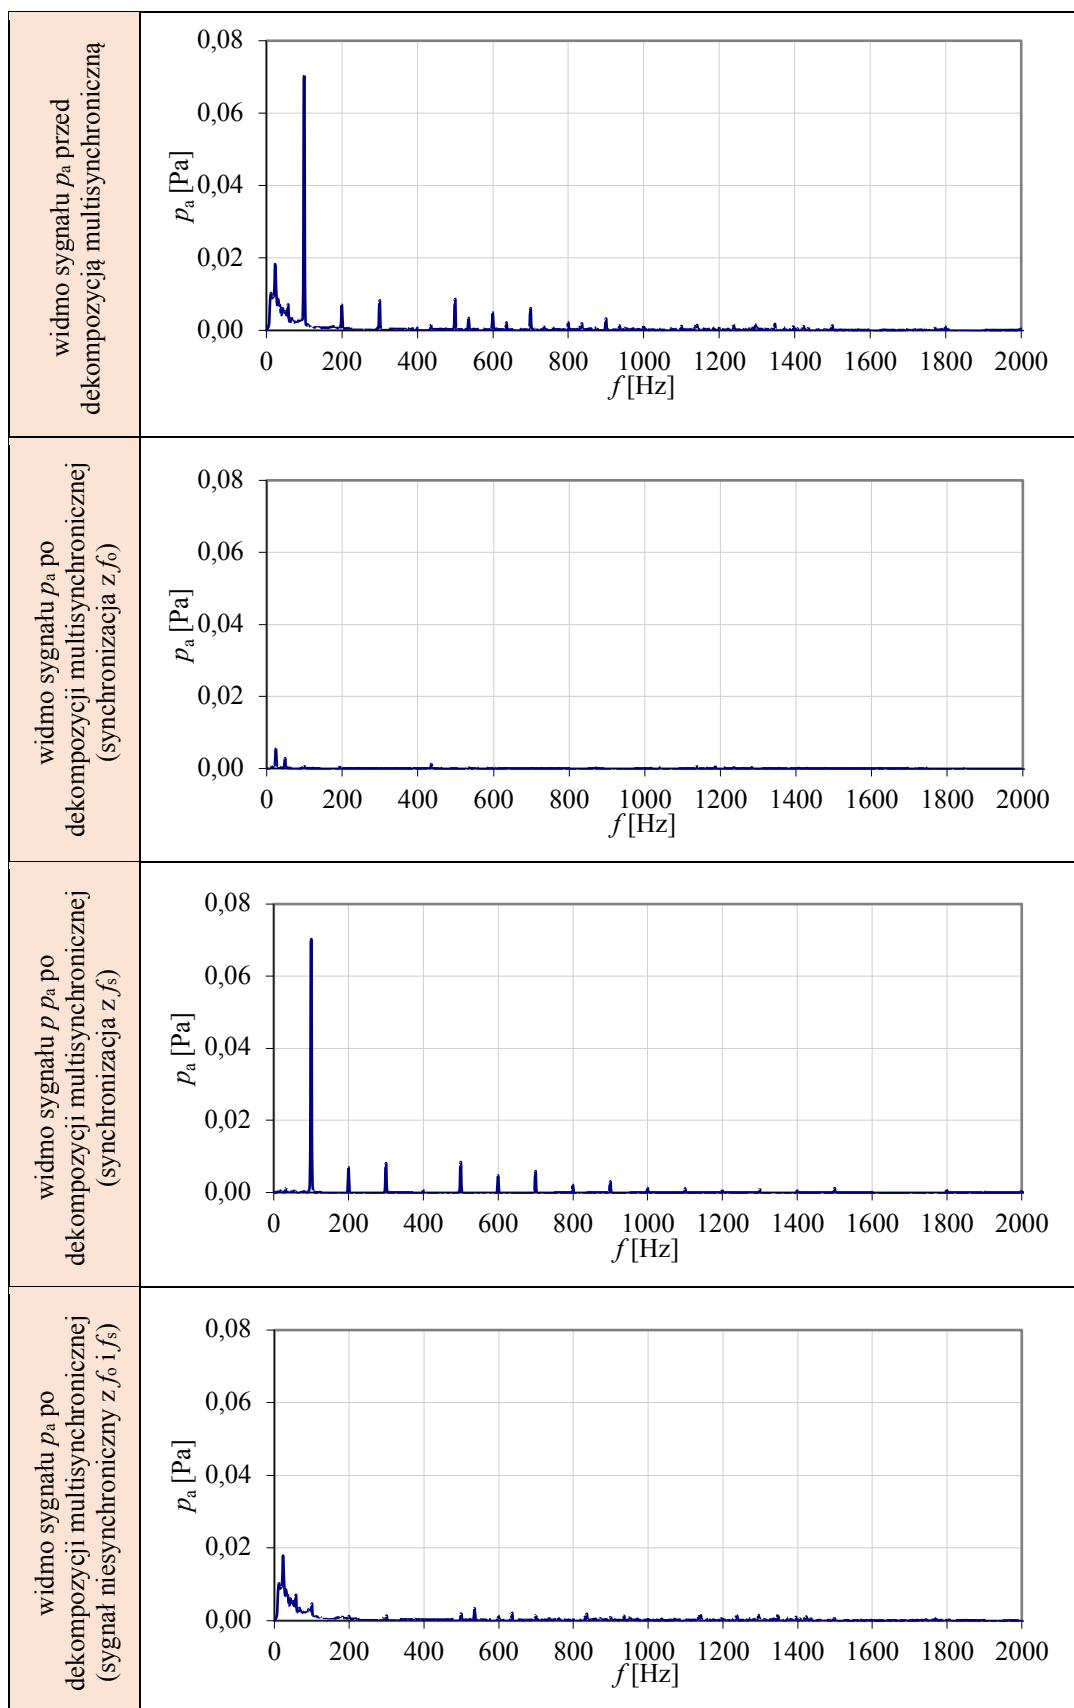 widmo sygnału pa przed
dekompozycją multisynchroniczną
0,08
0,06
0,04
0,02
0,00
pa [Pa]
0 200 400 600 800 1000 1200 1400 1600 1800 2000
f [Hz]
widmo sygnału pa po
dekompozycji multisynchronicznej
(synchronizacja z fo)
0,08
0,06
0,04
0,02
0,00
pa [Pa]
0 200 400 600 800 1000 1200 1400 1600 1800 2000
f [Hz]
widmo sygnału p pa po
dekompozycji multisynchronicznej
(synchronizacja z fs)
0,08
0,06
0,04
0,02
0,00
pa [Pa]
0 200 400 600 800 1000 1200 1400 1600 1800 2000
f [Hz]
widmo sygnału pa po
dekompozycji multisynchronicznej
(sygnał niesynchroniczny z fo i fs)
0,08
0,06
0,04
0,02
0,00
pa [Pa]
0 200 400 600 800 1000 1200 1400 1600 1800 2000
f [Hz]